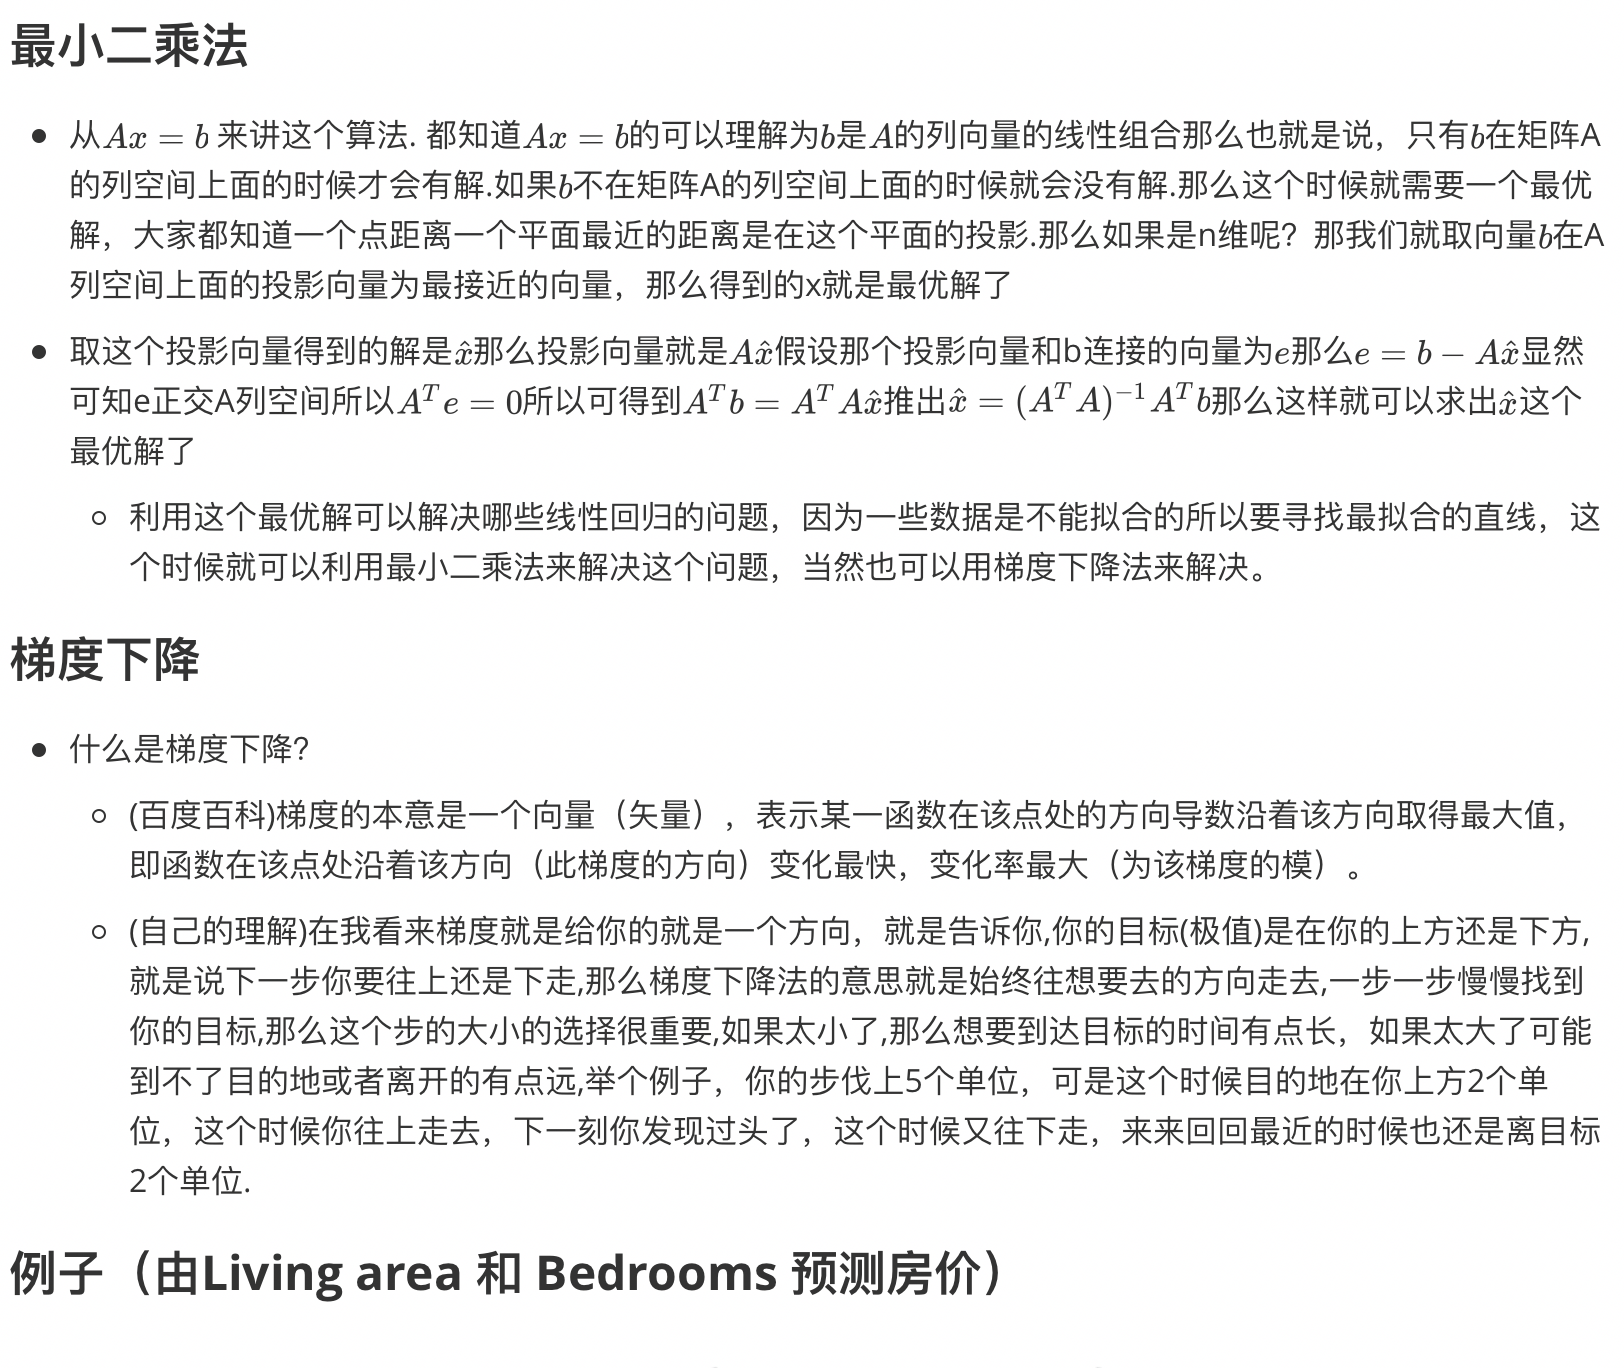 最小二乘法
从Ax = b 来讲这个算法. 都知道Ax = b的可以理解为b是A的列向量的线性组合那么也就是说，只有b在矩阵A
的列空间上面的时候才会有解.如果b不在矩阵A的列空间上面的时候就会没有解.那么这个时候就需要一个最优
解，大家都知道一个点距离一个平面最近的距离是在这个平面的投影.那么如果是n维呢？那我们就取向量b在A
列空间上面的投影向量为最接近的向量，那么得到的x就是最优解了
取这个投影向量得到的解是x̂那么投影向量就是Ax̂假设那个投影向量和b连接的向量为e那么e = b − Ax̂显然
可知e正交A列空间所以A^T e = 0所以可得到A^T b = A^T Ax̂推出x̂ = (A^T A)^−1 A^T b那么这样就可以求出x̂这个
最优解了
利用这个最优解可以解决哪些线性回归的问题，因为一些数据是不能拟合的所以要寻找最拟合的直线，这
个时候就可以利用最小二乘法来解决这个问题，当然也可以用梯度下降法来解决。
梯度下降
什么是梯度下降?
(百度百科)梯度的本意是一个向量（矢量），表示某一函数在该点处的方向导数沿着该方向取得最大值，
即函数在该点处沿着该方向（此梯度的方向）变化最快，变化率最大（为该梯度的模）。
(自己的理解)在我看来梯度就是给你的就是一个方向，就是告诉你,你的目标(极值)是在你的上方还是下方,
就是说下一步你要往上还是下走,那么梯度下降法的意思就是始终往想要去的方向走去,一步一步慢慢找到
你的目标,那么这个步的大小的选择很重要,如果太小了,那么想要到达目标的时间有点长，如果太大了可能
到不了目的地或者离开的有点远,举个例子，你的步伐上5个单位，可是这个时候目的地在你上方2个单
位，这个时候你往上走去，下一刻你发现过头了，这个时候又往下走，来来回回最近的时候也还是离目标
2个单位.
例子（由Living area 和 Bedrooms 预测房价）